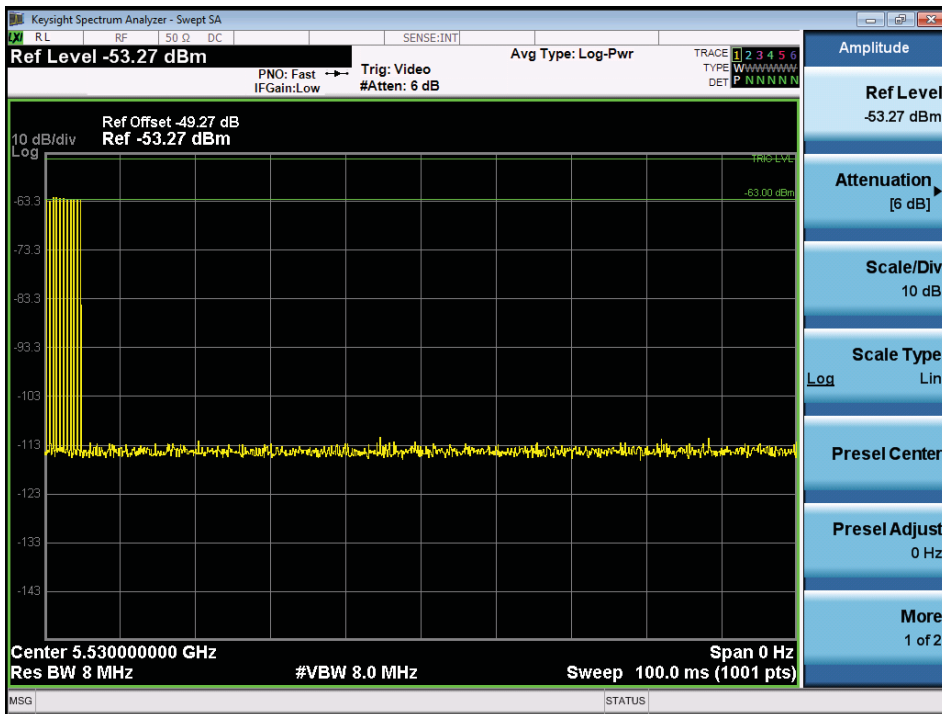 Keysight Spectrum Analyzer - Swept SA
LXI RL RF 50 Ω DC SENSE:INT
Ref Level -53.27 dBm
PNO: Fast
IFGain:Low
Trig: Video
#Atten: 6 dB
Avg Type: Log-Pwr
TRACE 1 2 3 4 5 6
TYPE WWWWWW
DET P N N N N N
Ref Offset -49.27 dB
10 dB/div Ref -53.27 dBm
Log
TRIG LVL
-63.00 dBm
-63.3
-73.3
-83.3
-93.3
-103
-113
-123
-133
-143
Center 5.530000000 GHz Span 0 Hz
Res BW 8 MHz #VBW 8.0 MHz Sweep 100.0 ms (1001 pts)
MSG STATUS
Amplitude
Ref Level
-53.27 dBm
Attenuation
[6 dB]
Scale/Div
10 dB
Scale Type
Log Lin
Presel Center
Presel Adjust
0 Hz
More
1 of 2